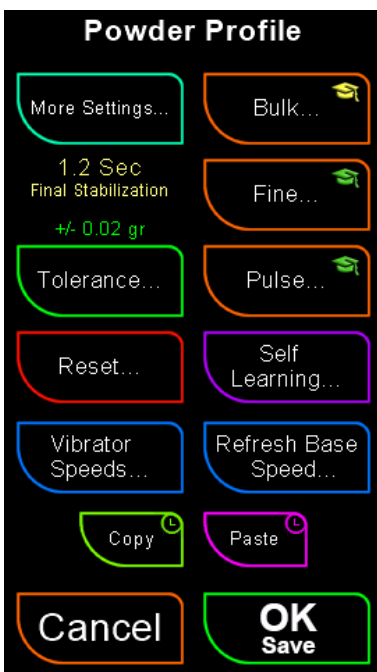 Powder Profile
More Settings...
Bulk...
1.2 Sec
Final Stabilization
Fine...
+/- 0.02 gr
Tolerance...
Pulse...
Reset...
Self
Learning...
Vibrator
Speeds...
Refresh Base
Speed...
Copy
Paste
Cancel
OK
Save